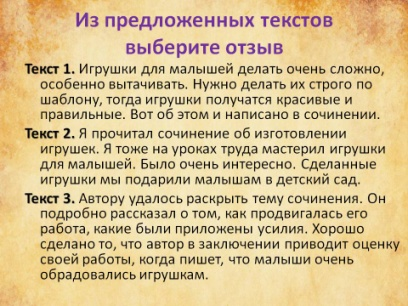 Из предложенных текстов
выберите отзыв
Текст 1. Игрушки для малышей делать очень сложно,
особенно вытачивать. Нужно делать их строго по
шаблону, тогда игрушки получатся красивые и
правильные. Вот об этом и написано в сочинении.
Текст 2. Я прочитал сочинение об изготовлении
игрушек. Я тоже на уроках труда мастерил игрушки
для малышей. Было очень интересно. Сделанные
игрушки мы подарили малышам в детский сад.
Текст 3. Автору удалось раскрыть тему сочинения. Он
подробно рассказал о том, как продвигалась его
работа, какие были приложены усилия. Хорошо
сделано то, что автор в заключении приводит оценку
своей работы, когда пишет, что малыши очень
обрадовались игрушкам.